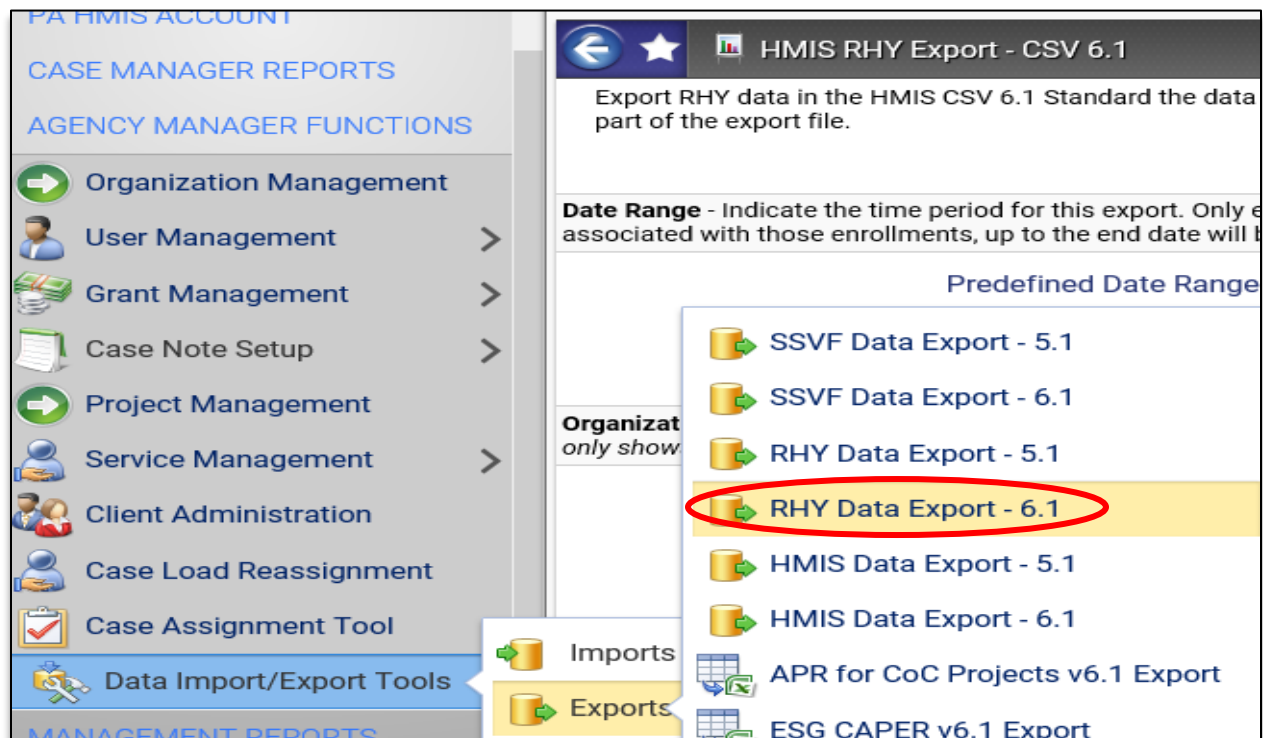 PA HMIS ACCOUNT
CASE MANAGER REPORTS
AGENCY MANAGER FUNCTIONS
Organization Management
User Management
Grant Management
Case Note Setup
Project Management
Service Management
Client Administration
Case Load Reassignment
Case Assignment Tool
Data Import/Export Tools
MANAGEMENT REPORTS
Imports
Exports
HMIS RHY Export - CSV 6.1
Export RHY data in the HMIS CSV 6.1 Standard the data
part of the export file.
Date Range - Indicate the time period for this export. Only e
associated with those enrollments, up to the end date will
Predefined Date Range
Organizat
only show
SSVF Data Export - 5.1
SSVF Data Export - 6.1
RHY Data Export - 5.1
RHY Data Export - 6.1
HMIS Data Export - 5.1
HMIS Data Export - 6.1
APR for CoC Projects v6.1 Export
ESG CAPER v6.1 Export